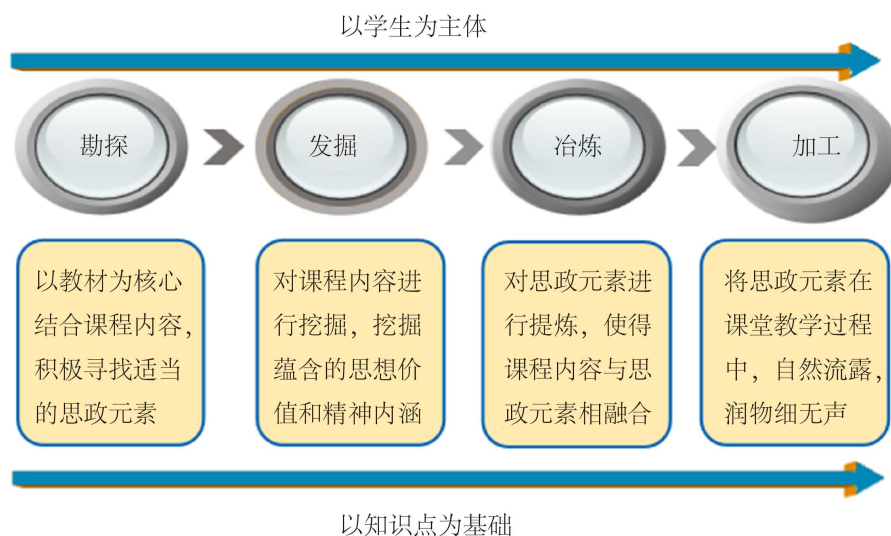 以学生为主体
勘探
发掘
冶炼
加工
以教材为核心
结合课程内容，
积极寻找适当
的思政元素
对课程内容进
行挖掘，挖掘
蕴含的思想价
值和精神内涵
对思政元素进
行提炼，使得
课程内容与思
政元素相融合
将思政元素在
课堂教学过程
中，自然流露，
润物细无声
以知识点为基础